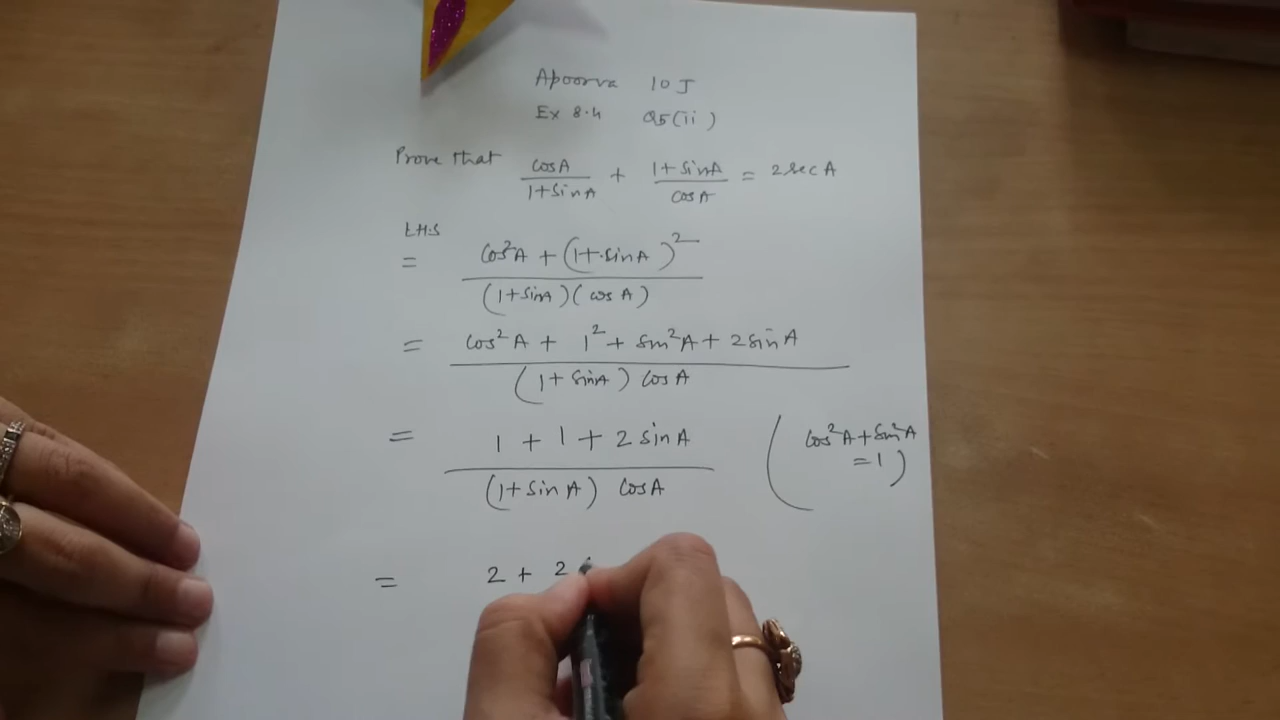 Apoorva 10 J
Ex 8.4 Q5(ii)
Prove that cosA/1+sinA + 1+sinA/cosA = 2secA
LHS
= cos²A + (1+sinA)²/(1+sinA)(cosA)
= cos²A + 1² + sin²A + 2sinA/(1+sinA) cosA
= 1 + 1 + 2sinA/(1+sinA) cosA (cos²A+sin²A
=1)
= 2 + 2